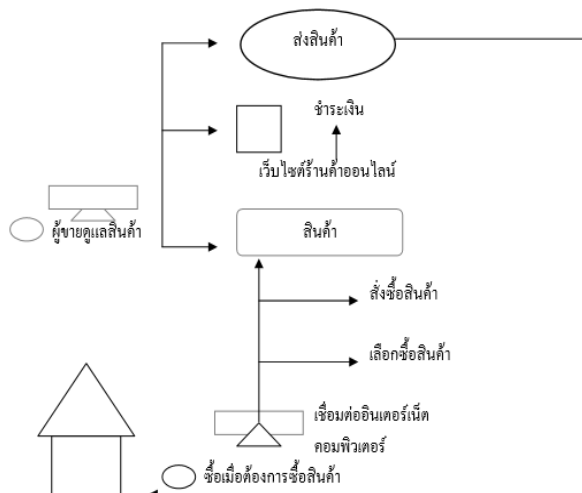 ส่งสินค้า
ชำระเงิน
เว็บไซต์ร้านค้าออนไลน์
ผู้ขายดูแลสินค้า
สินค้า
สั่งซื้อสินค้า
เลือกซื้อสินค้า
เชื่อมต่ออินเตอร์เน็ต
คอมพิวเตอร์
ซื้อเมื่อต้องการซื้อสินค้า